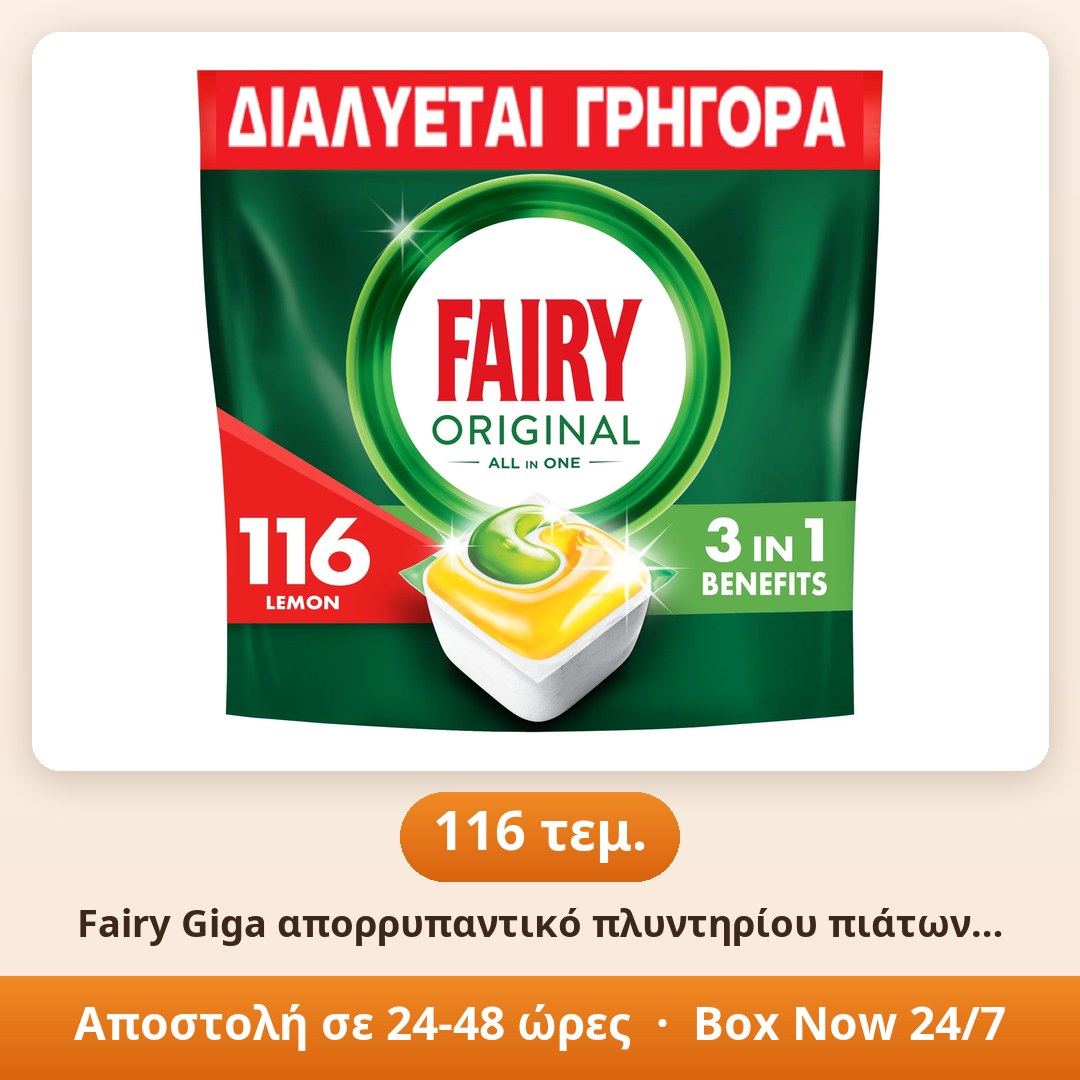 ΔΙΑΛΥΕΤΑΙ ΓΡΗΓΟΡΑ
FAIRY
ORIGINAL
ALL IN ONE
116
LEMON
3 IN 1
BENEFITS
116 τεμ.
Fairy Giga απορρυπαντικό πλυντηρίου πιάτων...
Αποστολή σε 24-48 ώρες · Box Now 24/7